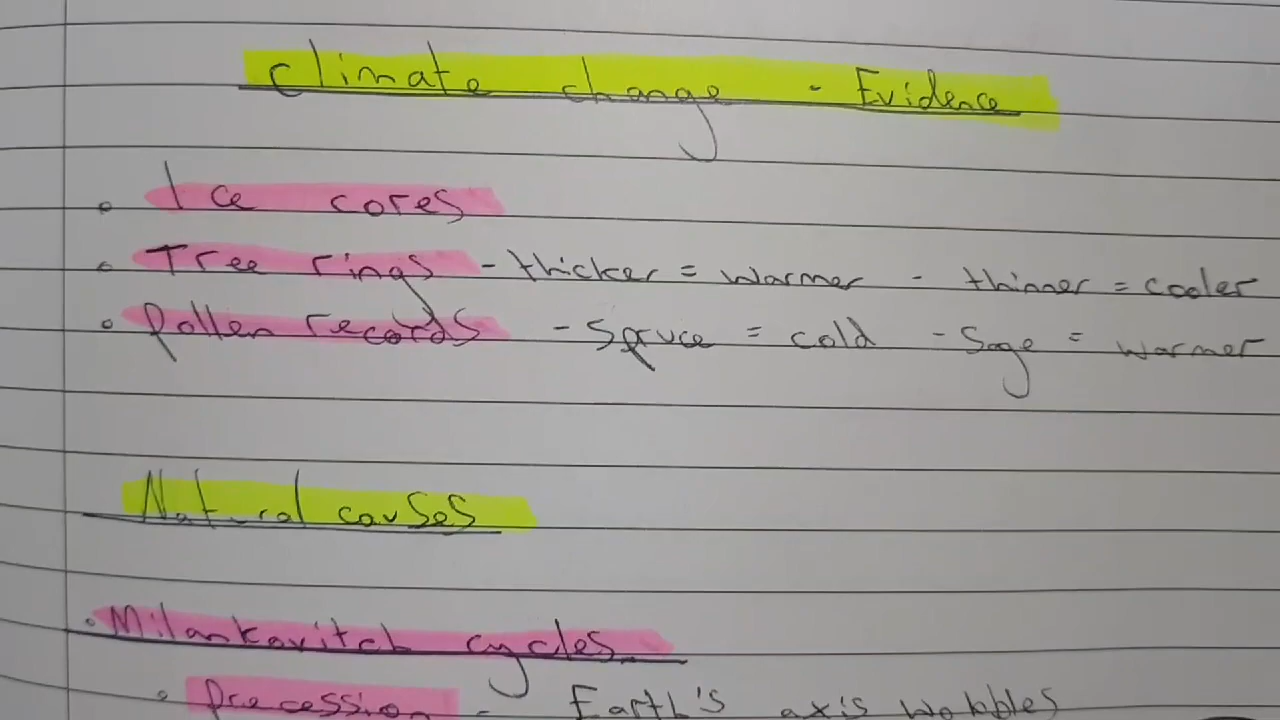 Climate change - Evidence
• Ice cores
• Tree rings - thicker = warmer - thinner = cooler
• Pollen records - Spruce = cold - Sage = warmer
Natural causes
• Milankovitch cycles
• Precession - Earth's axis wobbles